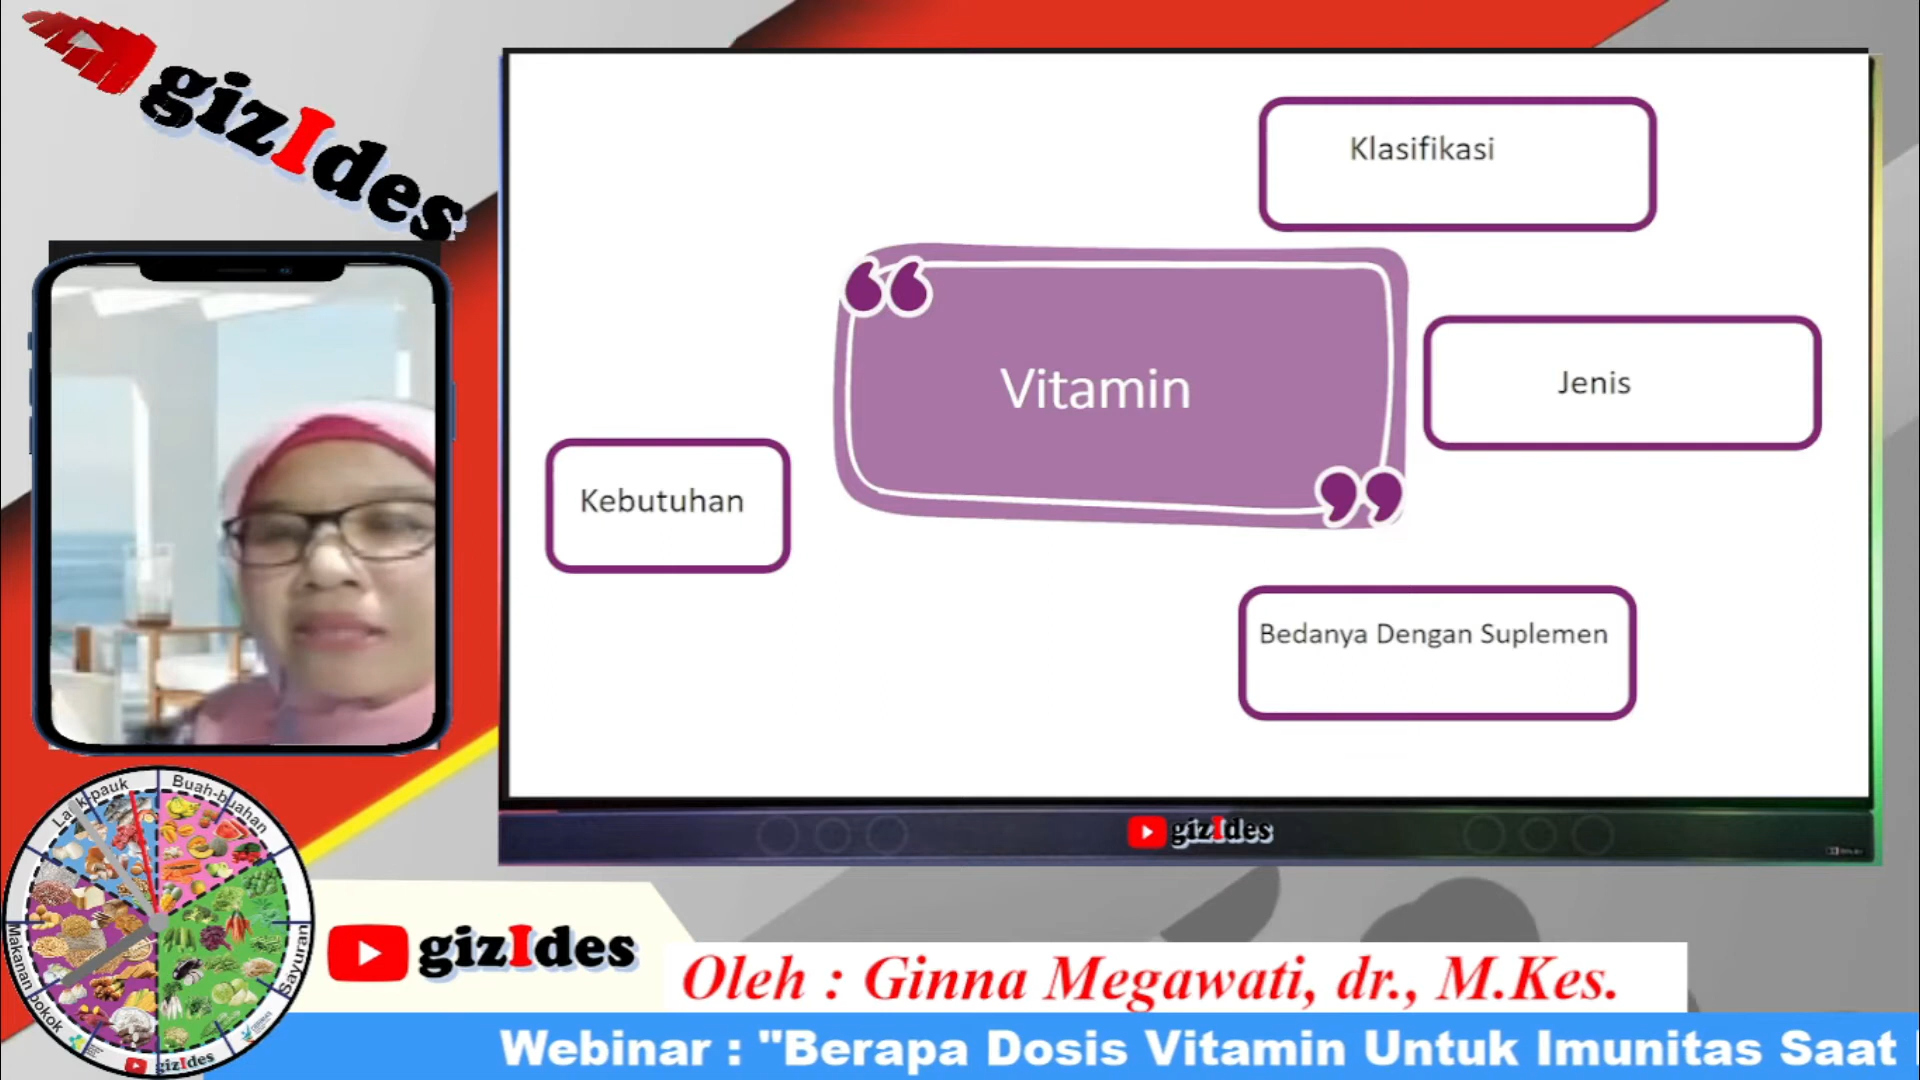 gizIdes
Klasifikasi
Vitamin
Jenis
Kebutuhan
Bedanya Dengan Suplemen
gizIdes
Buah-buahan
Sayuran
Makanan pokok
gizIdes
gizIdes
Oleh : Ginna Megawati, dr., M.Kes.
Webinar : "Berapa Dosis Vitamin Untuk Imunitas Saat